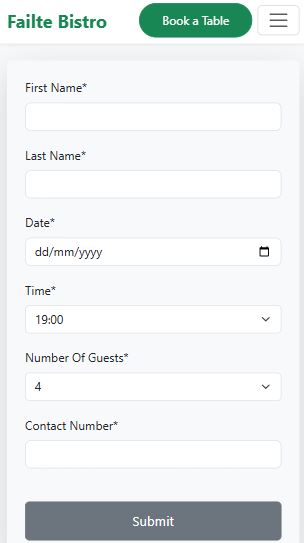 Failte Bistro
Book a Table
First Name*
Last Name*
Date*
dd/mm/yyyy
Time*
19:00
Number Of Guests*
4
Contact Number*
Submit